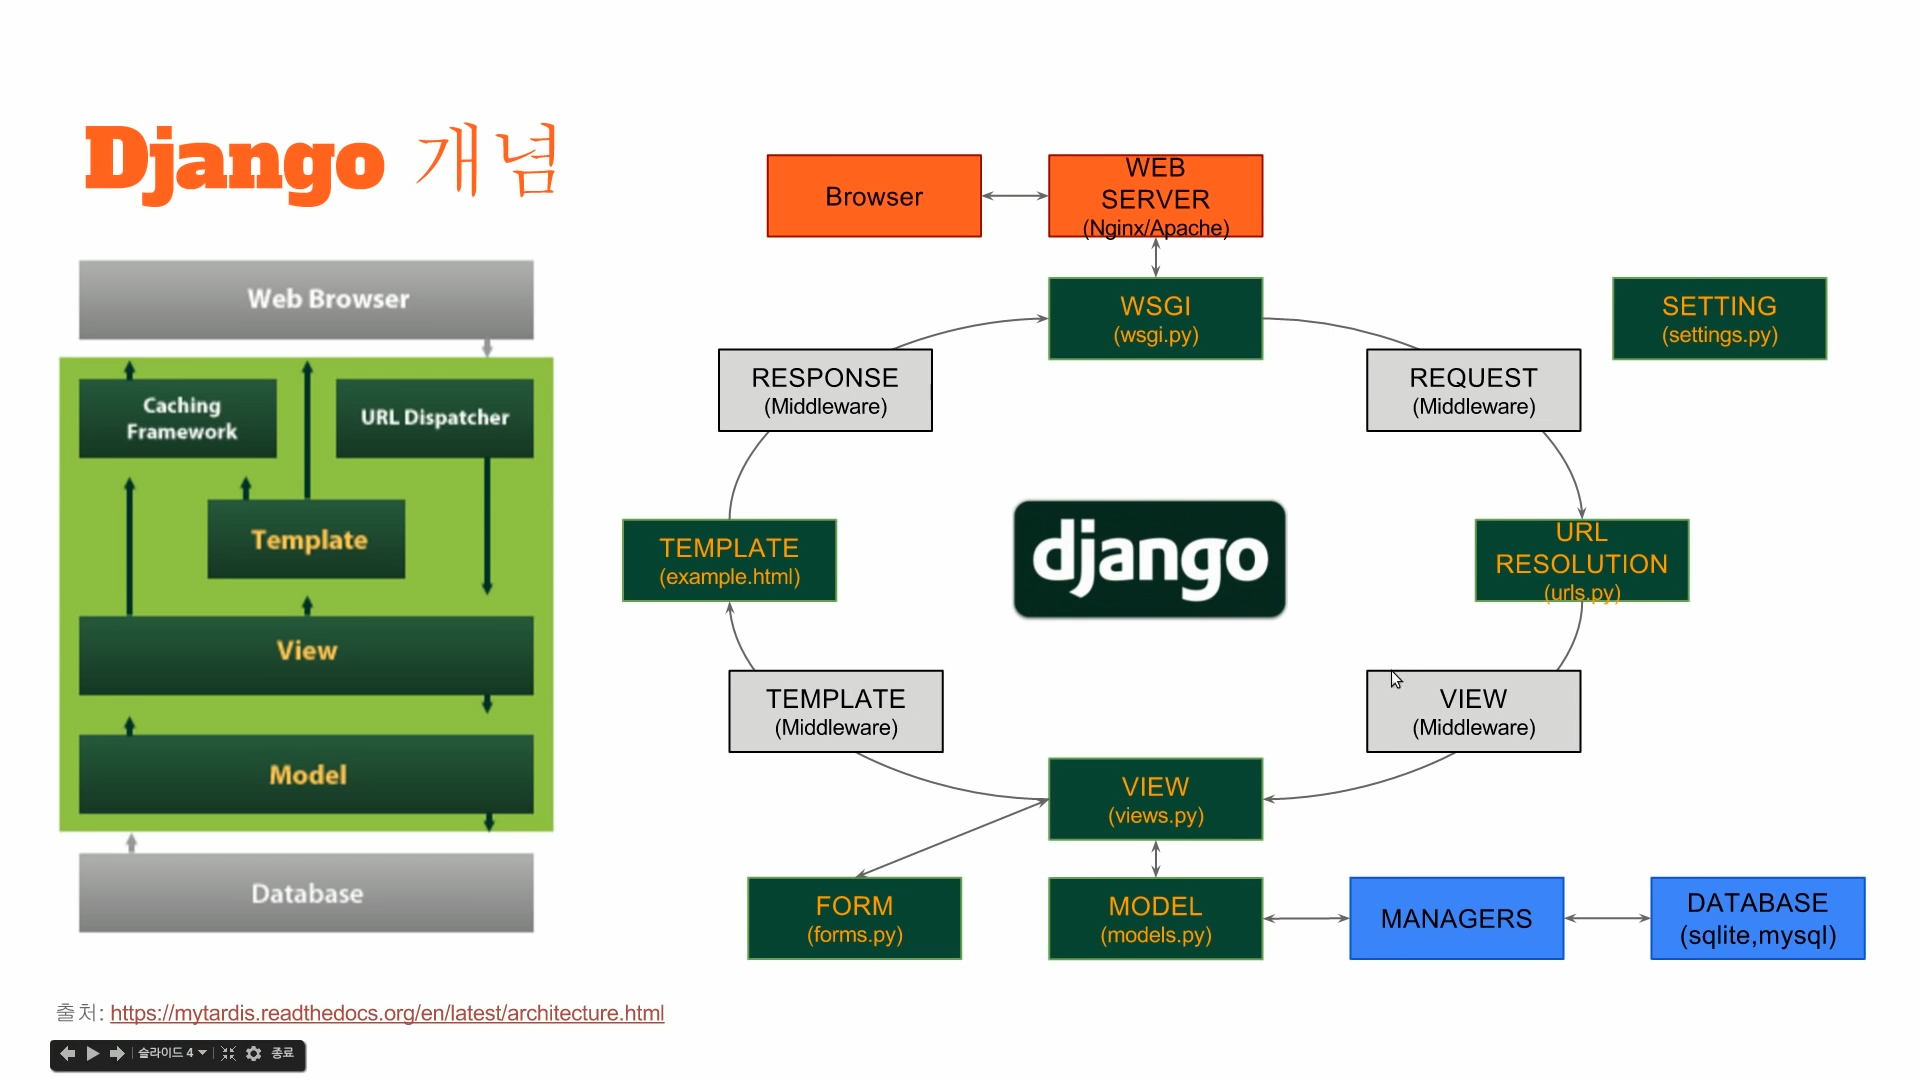 Django 개념
Web Browser
Caching
Framework
URL Dispatcher
Template
View
Model
Database
Browser
WEB
SERVER
(Nginx/Apache)
WSGI
(wsgi.py)
SETTING
(settings.py)
RESPONSE
(Middleware)
REQUEST
(Middleware)
TEMPLATE
(example.html)
django
URL
RESOLUTION
(urls.py)
TEMPLATE
(Middleware)
VIEW
(Middleware)
VIEW
(views.py)
FORM
(forms.py)
MODEL
(models.py)
MANAGERS
DATABASE
(sqlite,mysql)
출처: https://mytardis.readthedocs.org/en/latest/architecture.html
슬라이드 4
종료